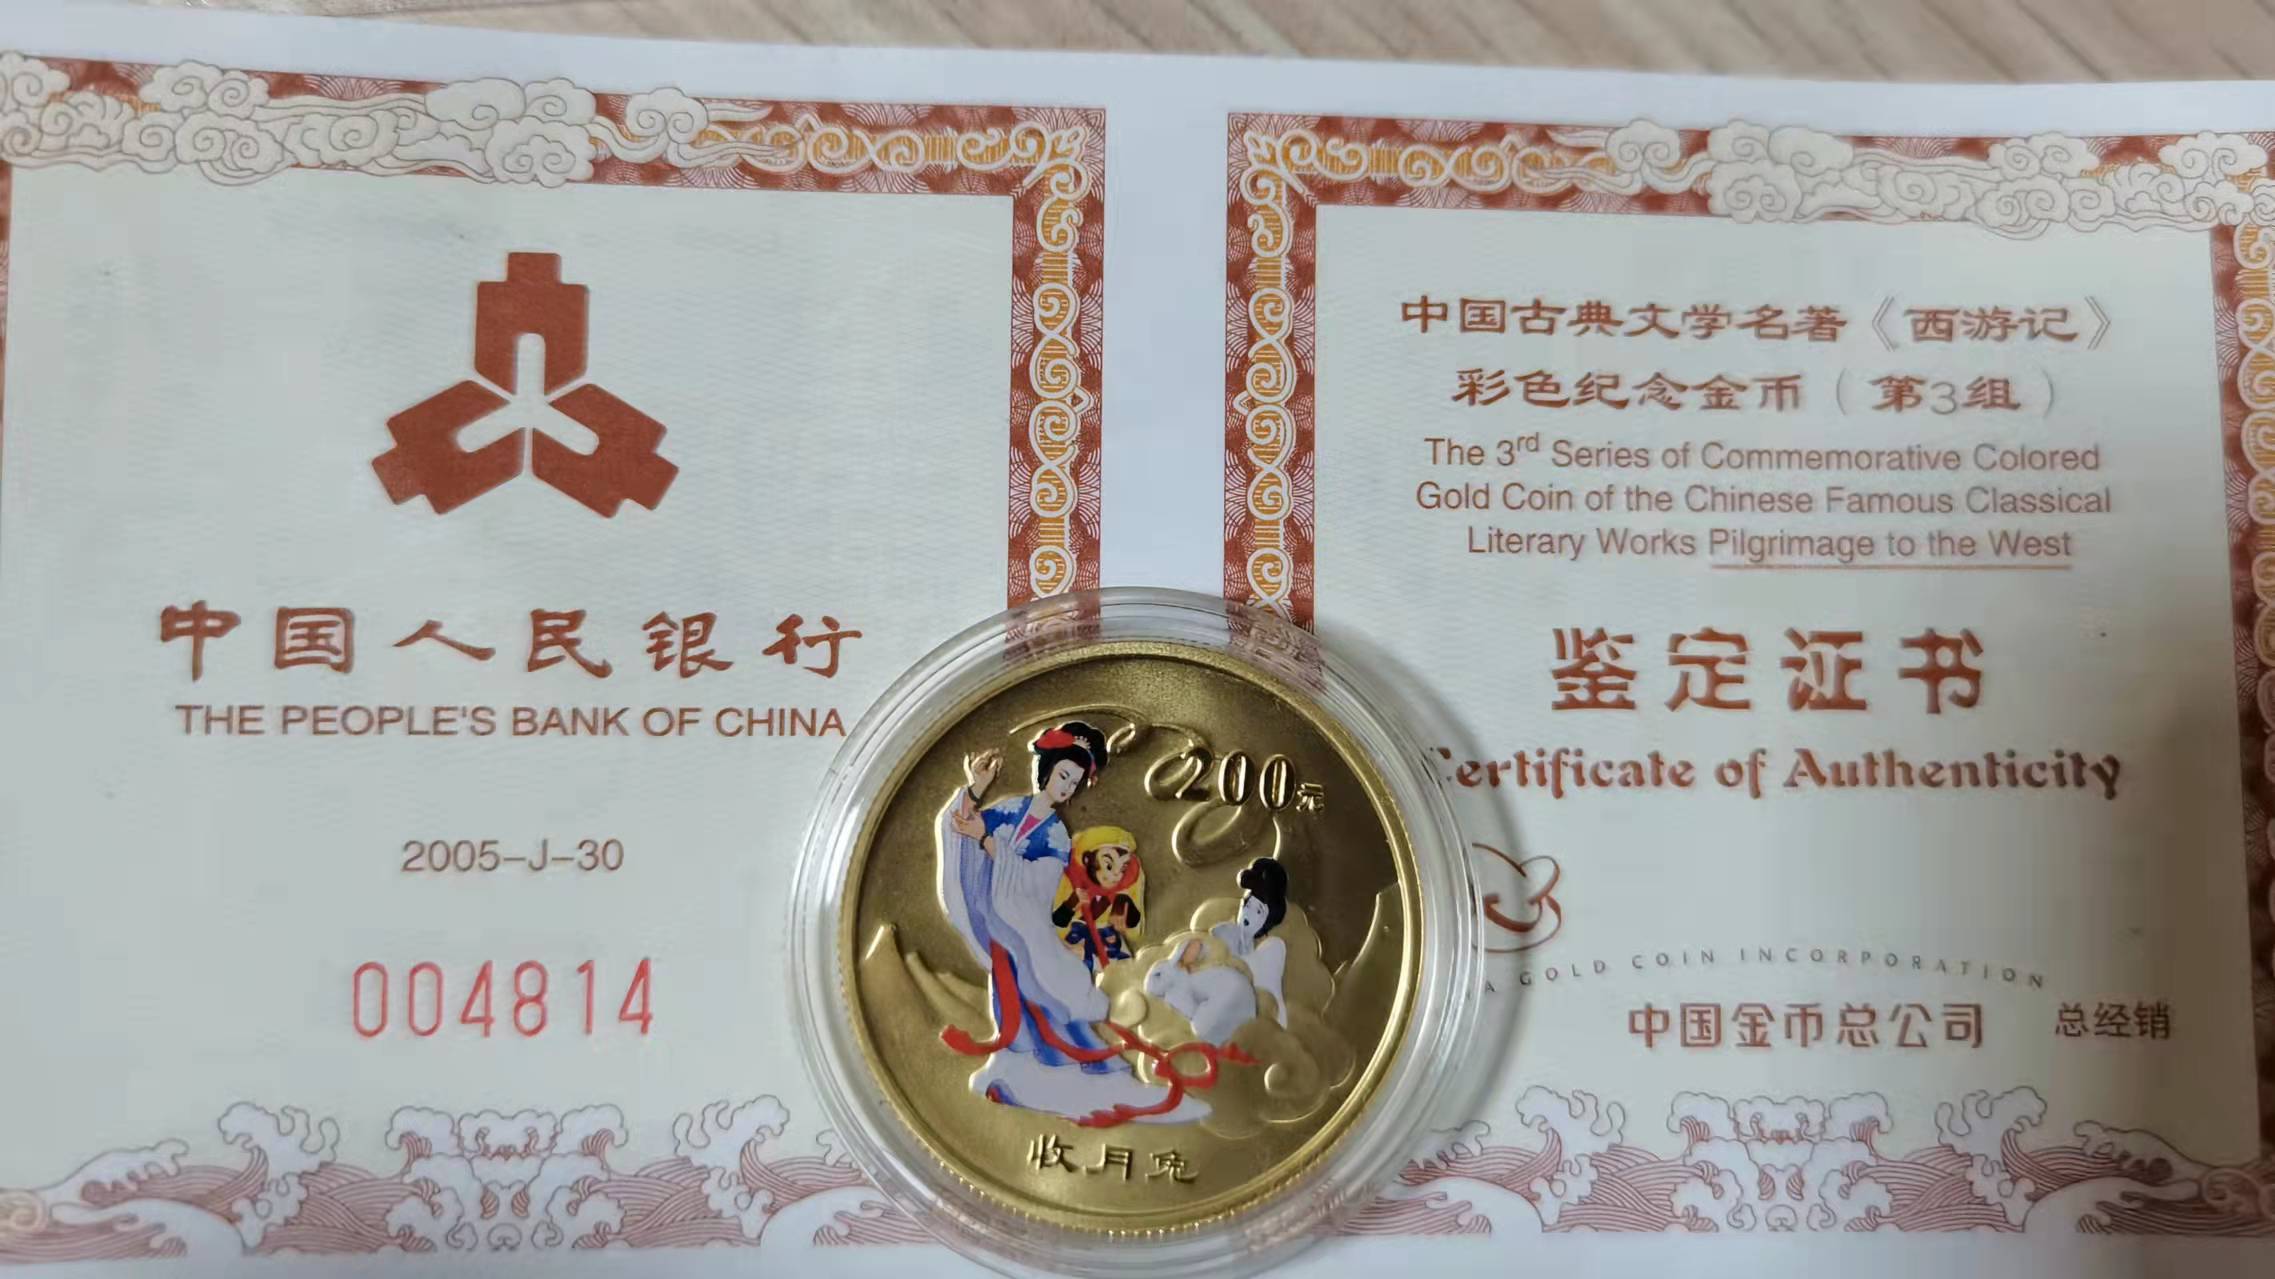 中国人民银行
THE PEOPLE'S BANK OF CHINA
2005-J-30
004814
中国古典文学名著《西游记》
彩色纪念金币（第3组）
The 3rd Series of Commemorative Colored
Gold Coin of the Chinese Famous Classical
Literary Works Pilgrimage to the West
鉴定证书
ertificate of Authenticity
A GOLD COIN INCORPORATION
中国金币总公司 总经销
200元
收月兔